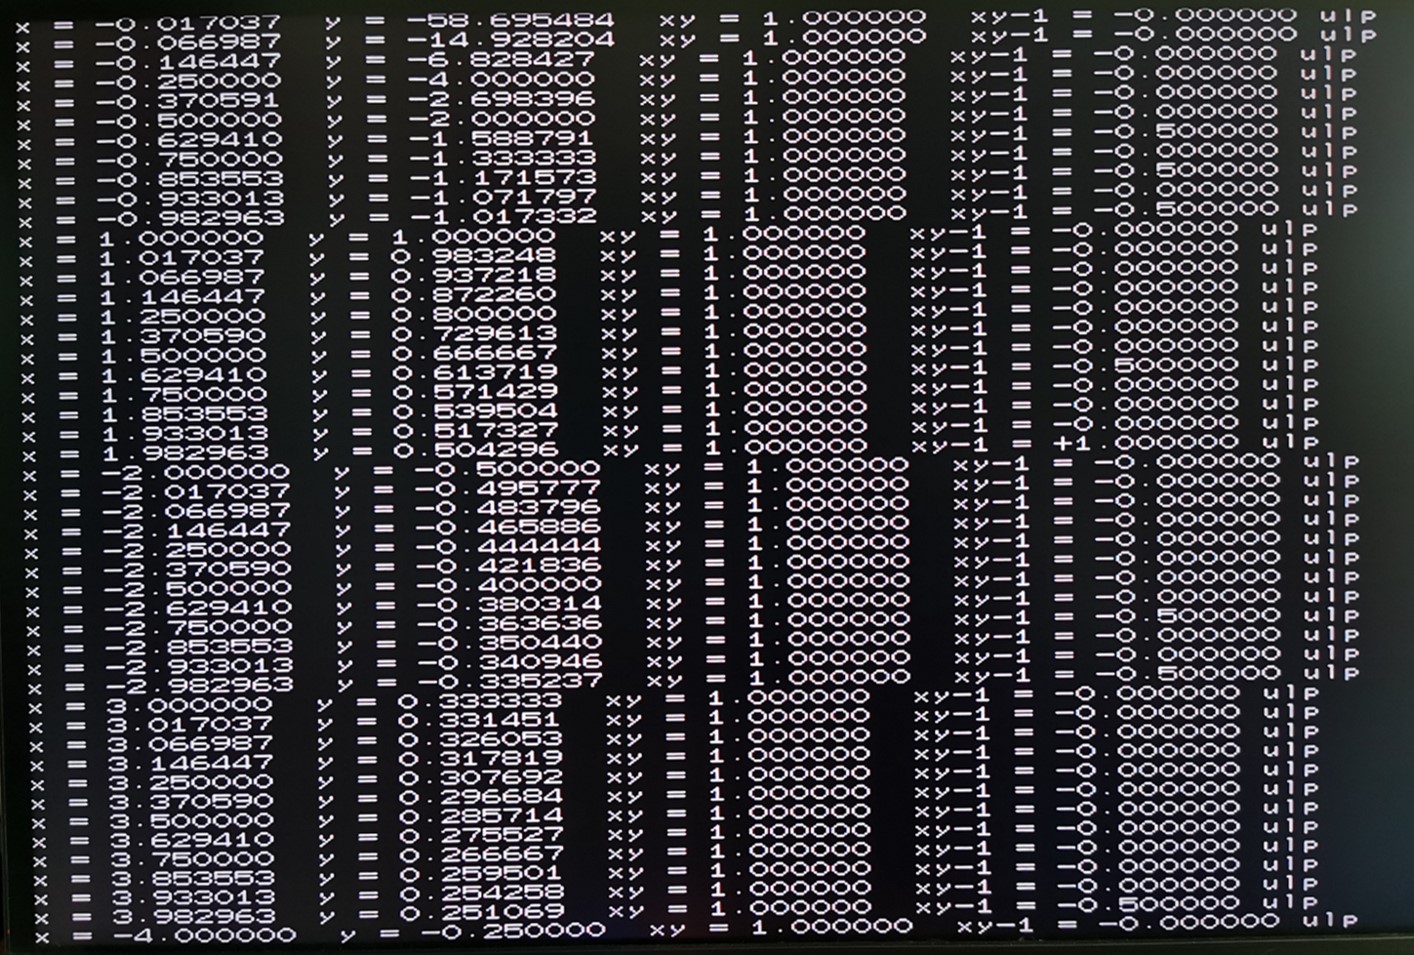 x = -0.017037 y = -58.695484 xy = 1.000000 xy-1 = -0.000000 ulp
x = -0.066987 y = -14.928204 xy = 1.000000 xy-1 = -0.000000 ulp
x = -0.146447 y = -6.828427 xy = 1.000000 xy-1 = -0.000000 ulp
x = -0.250000 y = -4.000000 xy = 1.000000 xy-1 = -0.000000 ulp
x = -0.370591 y = -2.698396 xy = 1.000000 xy-1 = -0.000000 ulp
x = -0.500000 y = -2.000000 xy = 1.000000 xy-1 = -0.000000 ulp
x = -0.629410 y = -1.588791 xy = 1.000000 xy-1 = -0.500000 ulp
x = -0.750000 y = -1.333333 xy = 1.000000 xy-1 = -0.000000 ulp
x = -0.853553 y = -1.171573 xy = 1.000000 xy-1 = -0.500000 ulp
x = -0.933013 y = -1.071797 xy = 1.000000 xy-1 = -0.000000 ulp
x = -0.982963 y = -1.017332 xy = 1.000000 xy-1 = -0.500000 ulp
x = 1.000000 y = 1.000000 xy = 1.000000 xy-1 = -0.000000 ulp
x = 1.017037 y = 0.983248 xy = 1.000000 xy-1 = -0.000000 ulp
x = 1.066987 y = 0.937218 xy = 1.000000 xy-1 = -0.000000 ulp
x = 1.146447 y = 0.872260 xy = 1.000000 xy-1 = -0.000000 ulp
x = 1.250000 y = 0.800000 xy = 1.000000 xy-1 = -0.000000 ulp
x = 1.370590 y = 0.729613 xy = 1.000000 xy-1 = -0.000000 ulp
x = 1.500000 y = 0.666667 xy = 1.000000 xy-1 = -0.000000 ulp
x = 1.629410 y = 0.613719 xy = 1.000000 xy-1 = -0.500000 ulp
x = 1.750000 y = 0.571429 xy = 1.000000 xy-1 = -0.000000 ulp
x = 1.853553 y = 0.539504 xy = 1.000000 xy-1 = -0.000000 ulp
x = 1.933013 y = 0.517327 xy = 1.000000 xy-1 = -0.000000 ulp
x = 1.982963 y = 0.504296 xy = 1.000000 xy-1 = +1.000000 ulp
x = -2.000000 y = -0.500000 xy = 1.000000 xy-1 = -0.000000 ulp
x = -2.017037 y = -0.495777 xy = 1.000000 xy-1 = -0.000000 ulp
x = -2.066987 y = -0.483796 xy = 1.000000 xy-1 = -0.000000 ulp
x = -2.146447 y = -0.465886 xy = 1.000000 xy-1 = -0.000000 ulp
x = -2.250000 y = -0.444444 xy = 1.000000 xy-1 = -0.000000 ulp
x = -2.370590 y = -0.421836 xy = 1.000000 xy-1 = -0.000000 ulp
x = -2.500000 y = -0.400000 xy = 1.000000 xy-1 = -0.000000 ulp
x = -2.629410 y = -0.380314 xy = 1.000000 xy-1 = -0.000000 ulp
x = -2.750000 y = -0.363636 xy = 1.000000 xy-1 = -0.500000 ulp
x = -2.853553 y = -0.350440 xy = 1.000000 xy-1 = -0.000000 ulp
x = -2.933013 y = -0.340946 xy = 1.000000 xy-1 = -0.000000 ulp
x = -2.982963 y = -0.335237 xy = 1.000000 xy-1 = -0.500000 ulp
x = 3.000000 y = 0.333333 xy = 1.000000 xy-1 = -0.000000 ulp
x = 3.017037 y = 0.331451 xy = 1.000000 xy-1 = -0.000000 ulp
x = 3.066987 y = 0.326053 xy = 1.000000 xy-1 = -0.000000 ulp
x = 3.146447 y = 0.317819 xy = 1.000000 xy-1 = -0.000000 ulp
x = 3.250000 y = 0.307692 xy = 1.000000 xy-1 = -0.000000 ulp
x = 3.370590 y = 0.296684 xy = 1.000000 xy-1 = -0.000000 ulp
x = 3.500000 y = 0.285714 xy = 1.000000 xy-1 = -0.000000 ulp
x = 3.629410 y = 0.275527 xy = 1.000000 xy-1 = -0.000000 ulp
x = 3.750000 y = 0.266667 xy = 1.000000 xy-1 = -0.000000 ulp
x = 3.853553 y = 0.259501 xy = 1.000000 xy-1 = -0.000000 ulp
x = 3.933013 y = 0.254258 xy = 1.000000 xy-1 = -0.000000 ulp
x = 3.982963 y = 0.251069 xy = 1.000000 xy-1 = -0.500000 ulp
x = -4.000000 y = -0.250000 xy = 1.000000 xy-1 = -0.000000 ulp